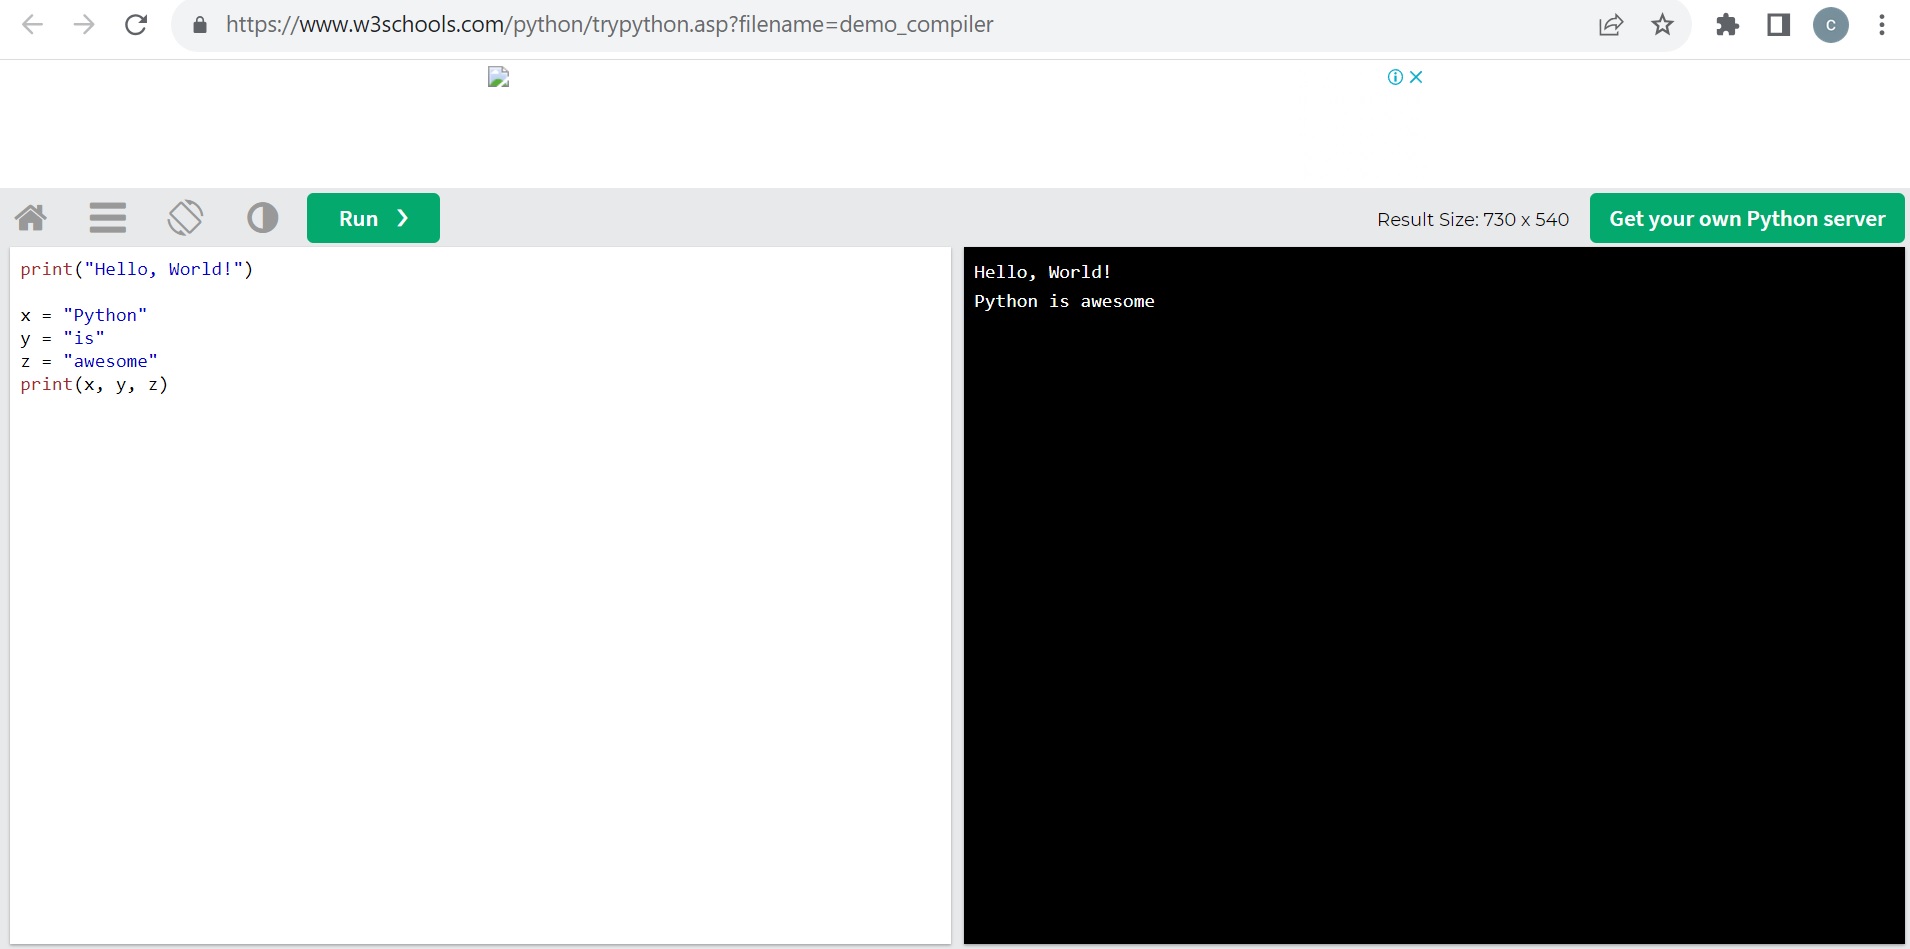 https://www.w3schools.com/python/trypython.asp?filename=demo_compiler
C
Run ❯
Result Size: 730 x 540
Get your own Python server
print("Hello, World!")
x = "Python"
y = "is"
z = "awesome"
print(x, y, z)
Hello, World!
Python is awesome